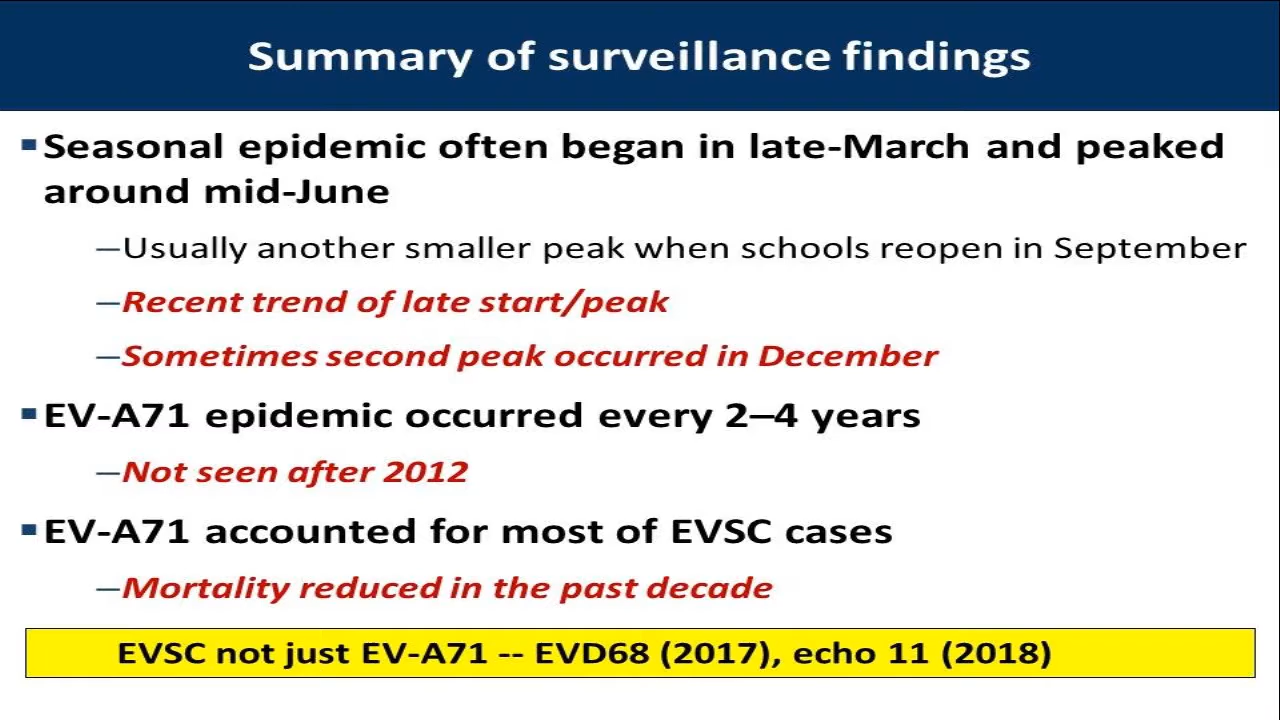 Summary of surveillance findings
▪Seasonal epidemic often began in late-March and peaked
around mid-June
–Usually another smaller peak when schools reopen in September
–Recent trend of late start/peak
–Sometimes second peak occurred in December
▪EV-A71 epidemic occurred every 2–4 years
–Not seen after 2012
▪EV-A71 accounted for most of EVSC cases
–Mortality reduced in the past decade
EVSC not just EV-A71 -- EVD68 (2017), echo 11 (2018)